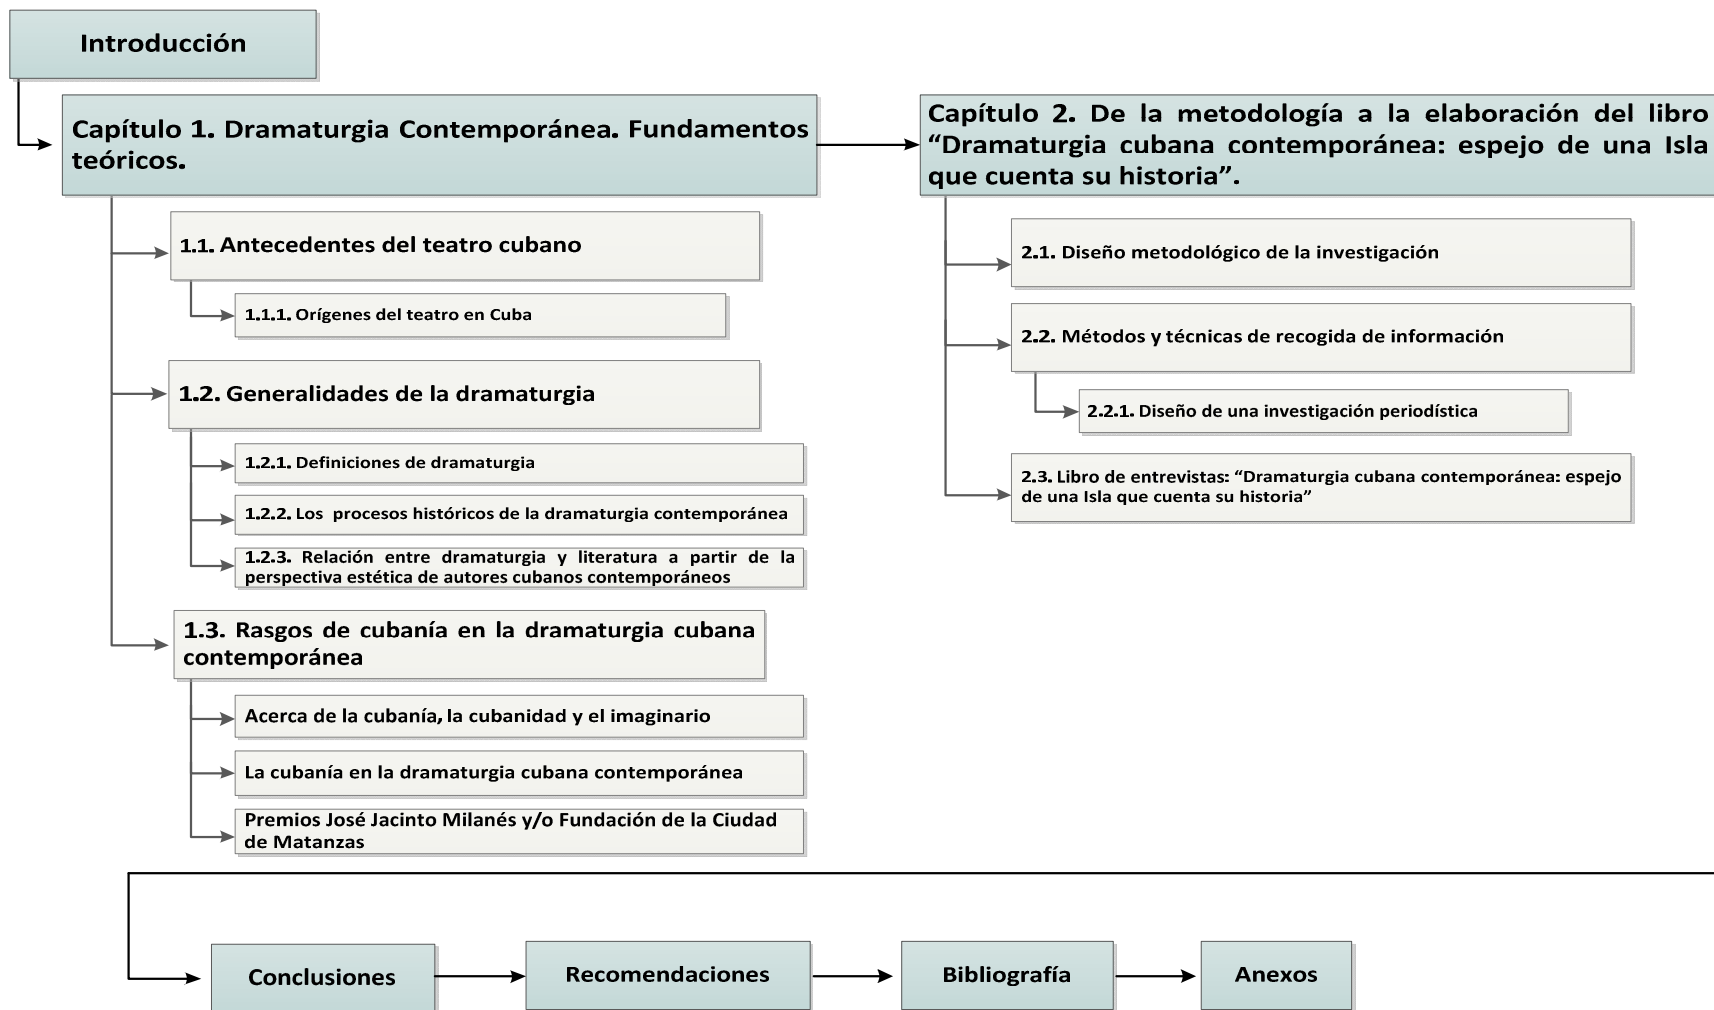 Introducción
Capítulo 1. Dramaturgia Contemporánea. Fundamentos
teóricos.
1.1. Antecedentes del teatro cubano
1.1.1. Orígenes del teatro en Cuba
1.2. Generalidades de la dramaturgia
1.2.1. Definiciones de dramaturgia
1.2.2. Los procesos históricos de la dramaturgia contemporánea
1.2.3. Relación entre dramaturgia y literatura a partir de la
perspectiva estética de autores cubanos contemporáneos
1.3. Rasgos de cubanía en la dramaturgia cubana
contemporánea
Acerca de la cubanía, la cubanidad y el imaginario
La cubanía en la dramaturgia cubana contemporánea
Premios José Jacinto Milanés y/o Fundación de la Ciudad
de Matanzas
Capítulo 2. De la metodología a la elaboración del libro
“Dramaturgia cubana contemporánea: espejo de una Isla
que cuenta su historia”.
2.1. Diseño metodológico de la investigación
2.2. Métodos y técnicas de recogida de información
2.2.1. Diseño de una investigación periodística
2.3. Libro de entrevistas: “Dramaturgia cubana contemporánea: espejo
de una Isla que cuenta su historia”
Conclusiones
Recomendaciones
Bibliografía
Anexos